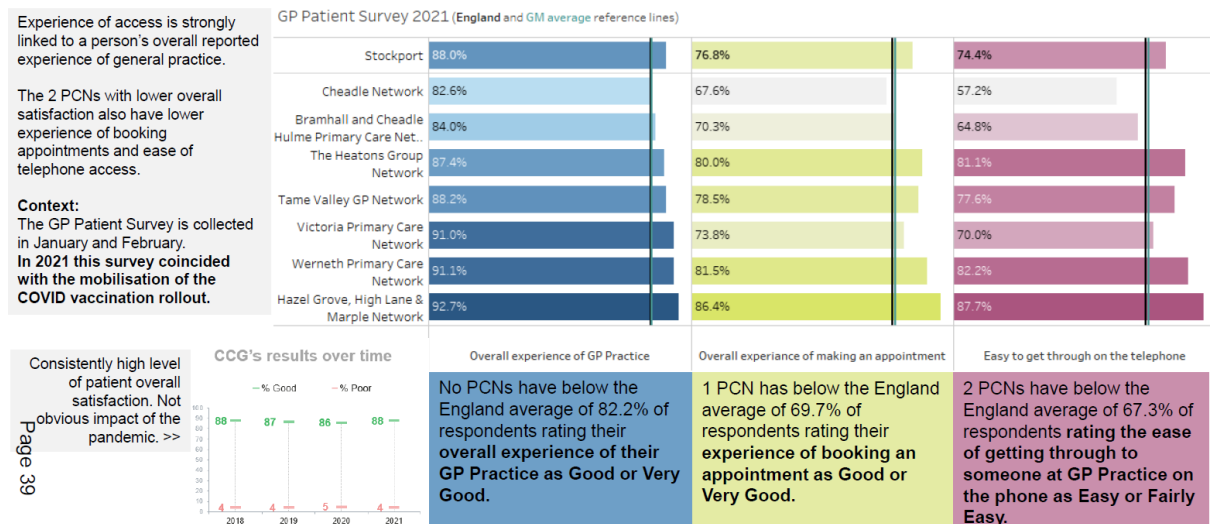 GP Patient Survey 2021 (England and GM average reference lines)
Experience of access is strongly
linked to a person's overall reported
experience of general practice.
The 2 PCNs with lower overall
satisfaction also have lower
experience of booking
appointments and ease of
telephone access.
Context:
The GP Patient Survey is collected
in January and February.
In 2021 this survey coincided
with the mobilisation of the
COVID vaccination rollout.
Stockport 88.0% 76.8% 74.4%
Cheadle Network 82.6% 67.6% 57.2%
Bramhall and Cheadle
Hulme Primary Care Net.. 84.0% 70.3% 64.8%
The Heatons Group
Network 87.4% 80.0% 81.1%
Tame Valley GP Network 88.2% 78.5% 77.6%
Victoria Primary Care
Network 91.0% 73.8% 70.0%
Werneth Primary Care
Network 91.1% 81.5% 82.2%
Hazel Grove, High Lane &
Marple Network 92.7% 86.4% 87.7%
Overall experience of GP Practice
Overall experiance of making an appointment
Easy to get through on the telephone
Consistently high level
of patient overall
satisfaction. Not
obvious impact of the
pandemic. >>
Page 39
CCG's results over time
% Good % Poor
100
90
80
70
60
50
40
30
20
10
0
88 87 86 88
4 4 5 4
2018 2019 2020 2021
No PCNs have below the
England average of 82.2% of
respondents rating their
overall experience of their
GP Practice as Good or Very
Good.
1 PCN has below the England
average of 69.7% of
respondents rating their
experience of booking an
appointment as Good or
Very Good.
2 PCNs have below the
England average of 67.3% of
respondents rating the ease
of getting through to
someone at GP Practice on
the phone as Easy or Fairly
Easy.